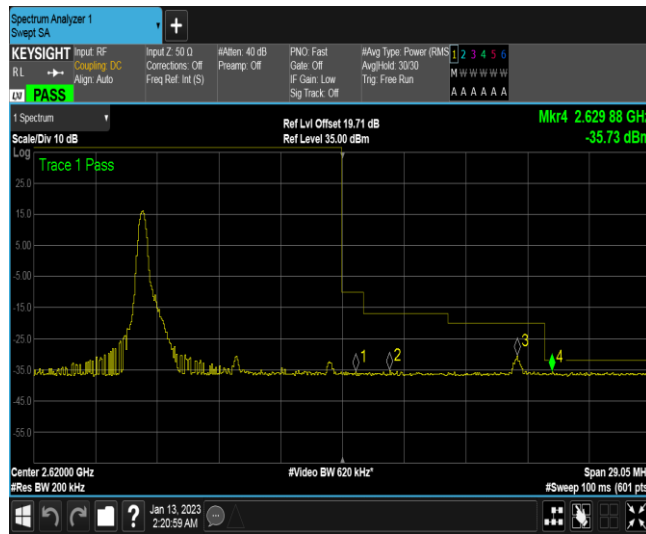 Spectrum Analyzer 1
Swept SA
+
KEYSIGHT
RL
LXI
PASS
Input: RF
Coupling: DC
Align: Auto
Input Z: 50 Ω
Corrections: Off
Freq Ref: Int (S)
#Atten: 40 dB
Preamp: Off
PNO: Fast
Gate: Off
IF Gain: Low
Sig Track: Off
#Avg Type: Power (RMS
Avg|Hold: 30/30
Trig: Free Run
1 2 3 4 5 6
M W W W W W
A A A A A A
1 Spectrum
Scale/Div 10 dB
Log
Ref Lvl Offset 19.71 dB
Ref Level 35.00 dBm
Mkr4 2.629 88 GHz
-35.73 dBm
Trace 1 Pass
25.0
15.0
5.00
-5.00
-15.0
-25.0
-35.0
-45.0
-55.0
1
2
3
4
Center 2.62000 GHz
#Res BW 200 kHz
#Video BW 620 kHz*
Span 29.05 MH
#Sweep 100 ms (601 pts
?
Jan 13, 2023
2:20:59 AM